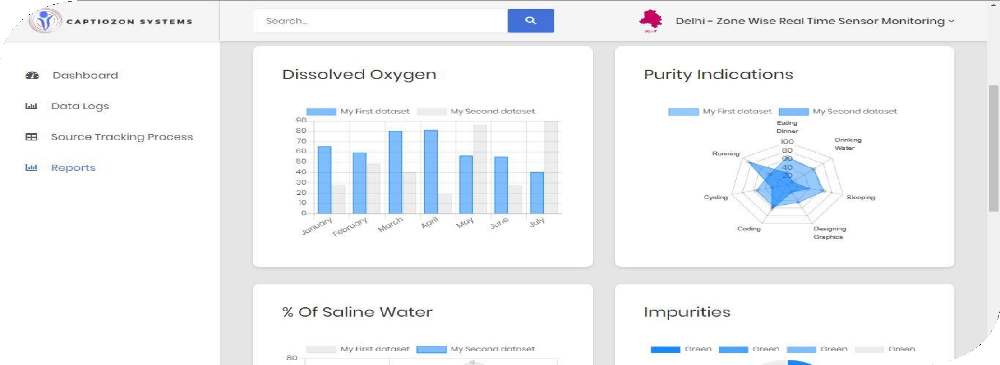 CAPTIOZON SYSTEMS
Search...
DELHI
Delhi - Zone Wise Real Time Sensor Monitoring
Dashboard
Data Logs
Source Tracking Process
Reports
Dissolved Oxygen
My First dataset
My Second dataset
90
80
70
60
50
40
30
20
10
0
January
February
March
April
May
June
July
Purity Indications
My First dataset
My Second dataset
Eating
Dinner
Drinking
Water
Sleeping
Designing
Graphics
Coding
Cycling
Running
100
80
60
40
20
% Of Saline Water
My First dataset
My Second dataset
80
Impurities
Green
Green
Green
Green